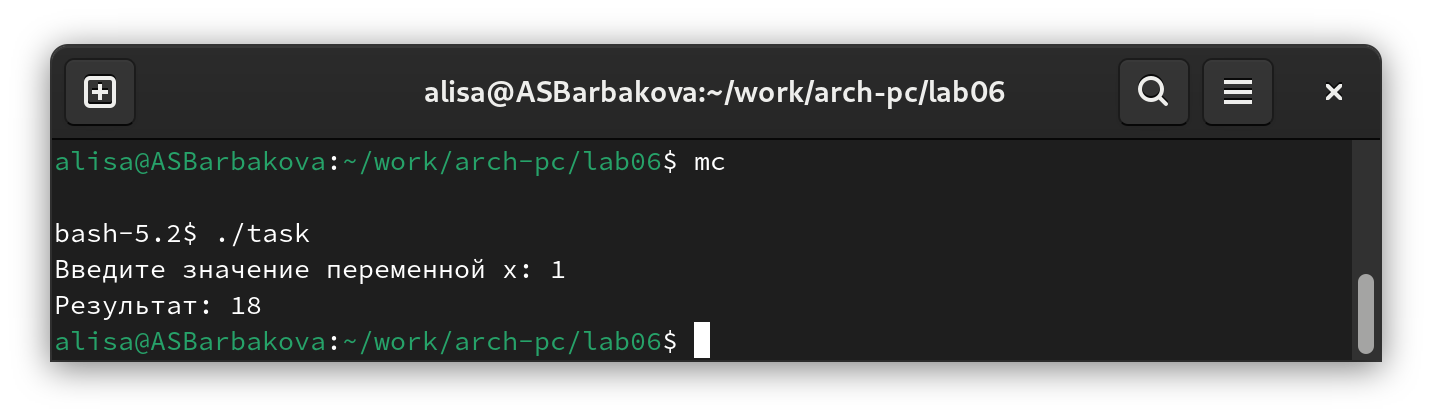 alisa@ASBarbakova:~/work/arch-pc/lab06
alisa@ASBarbakova:~/work/arch-pc/lab06$ mc
bash-5.2$ ./task
Введите значение переменной x: 1
Результат: 18
alisa@ASBarbakova:~/work/arch-pc/lab06$